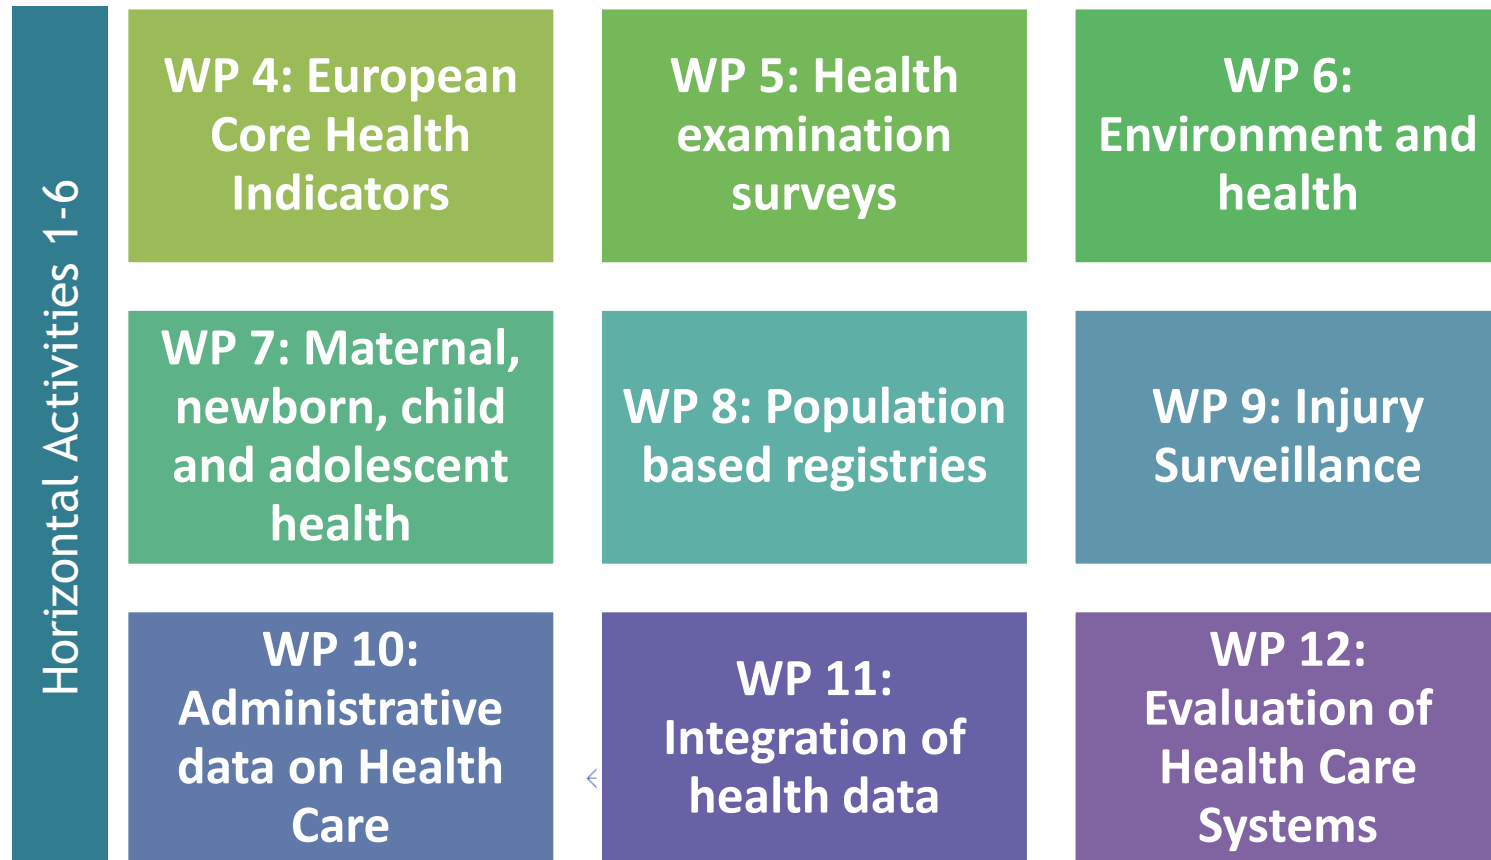 Horizontal Activities 1-6
WP 4: European
Core Health
Indicators
WP 5: Health
examination
surveys
WP 6:
Environment and
health
WP 7: Maternal,
newborn, child
and adolescent
health
WP 8: Population
based registries
WP 9: Injury
Surveillance
WP 10:
Administrative
data on Health
Care
WP 11:
Integration of
health data
WP 12:
Evaluation of
Health Care
Systems